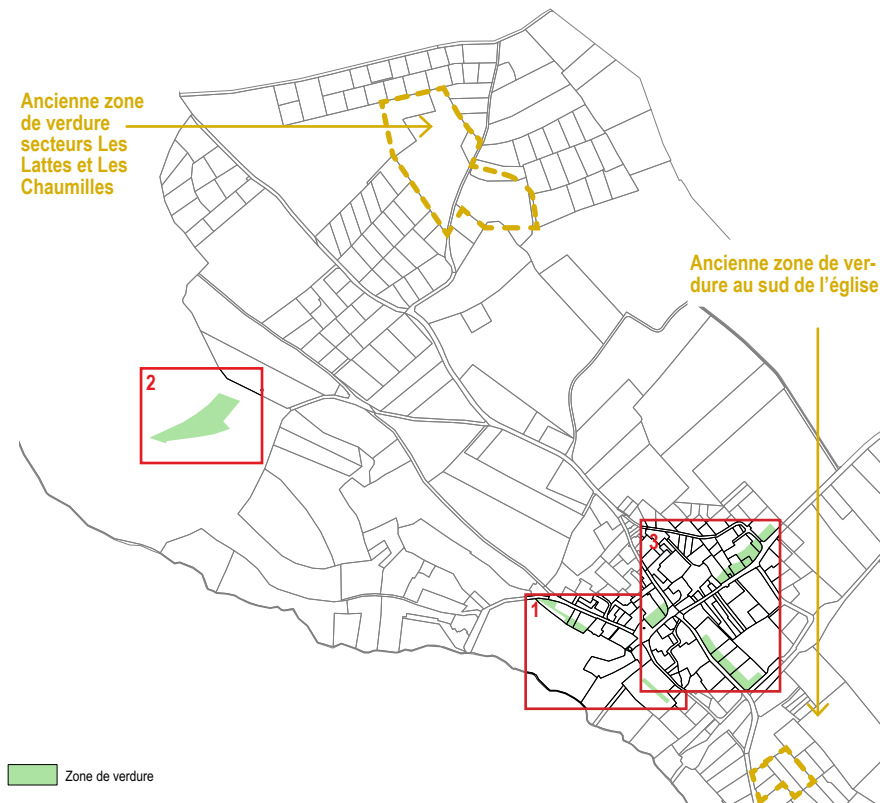 Ancienne zone
de verdure
secteurs Les
Lattes et Les
Chaumilles
Ancienne zone de ver-
dure au sud de l'église
2
3
1
Zone de verdure